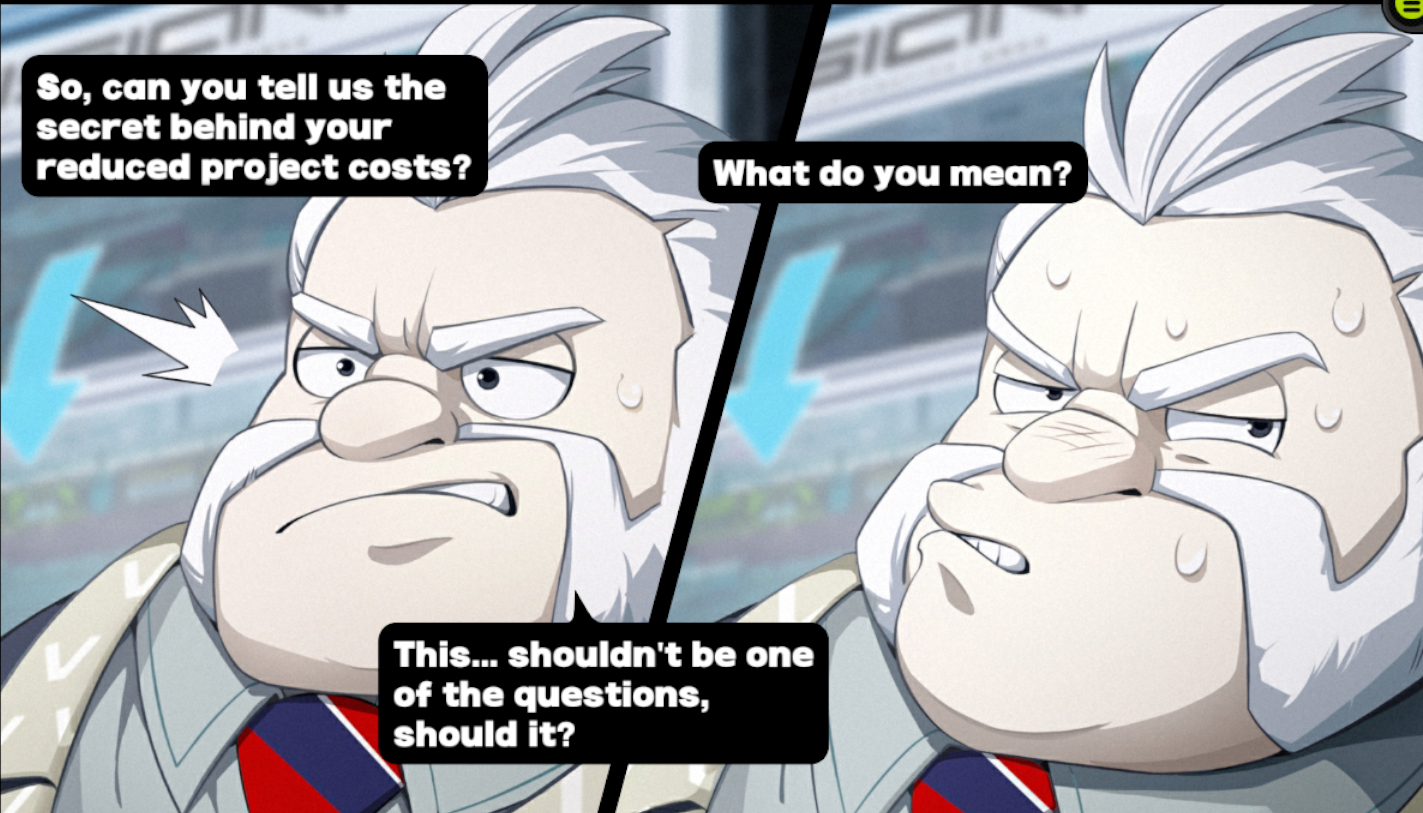 So, can you tell us the
secret behind your
reduced project costs?
What do you mean?
This... shouldn't be one
of the questions,
should it?